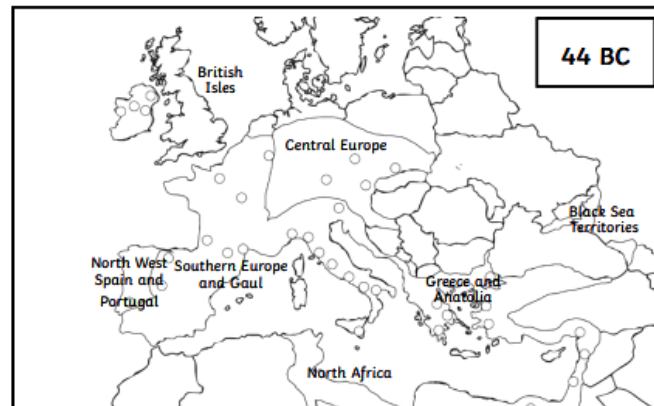 44 BC
British
Isles
Central Europe
Black Sea
Territories
North West
Spain and
Portugal
Southern Europe
and Gaul
Greece and
Anatolia
North Africa